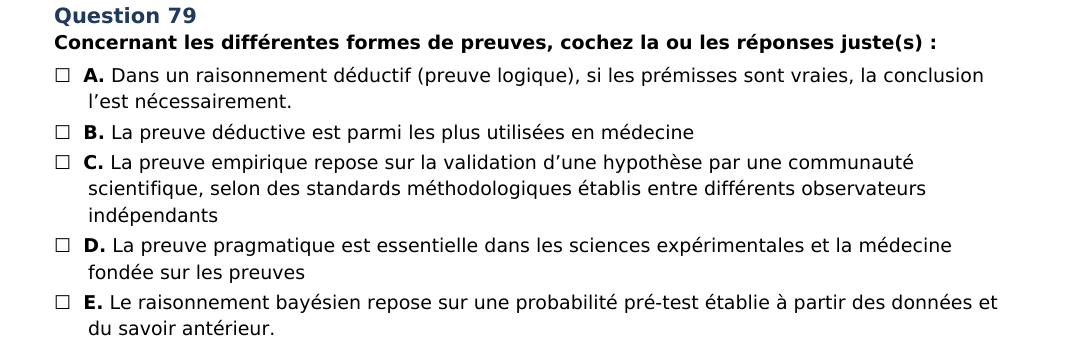 Question 79
Concernant les différentes formes de preuves, cochez la ou les réponses juste(s) :
☐ A. Dans un raisonnement déductif (preuve logique), si les prémisses sont vraies, la conclusion
l’est nécessairement.
☐ B. La preuve déductive est parmi les plus utilisées en médecine
☐ C. La preuve empirique repose sur la validation d’une hypothèse par une communauté
scientifique, selon des standards méthodologiques établis entre différents observateurs
indépendants
☐ D. La preuve pragmatique est essentielle dans les sciences expérimentales et la médecine
fondée sur les preuves
☐ E. Le raisonnement bayésien repose sur une probabilité pré-test établie à partir des données et
du savoir antérieur.